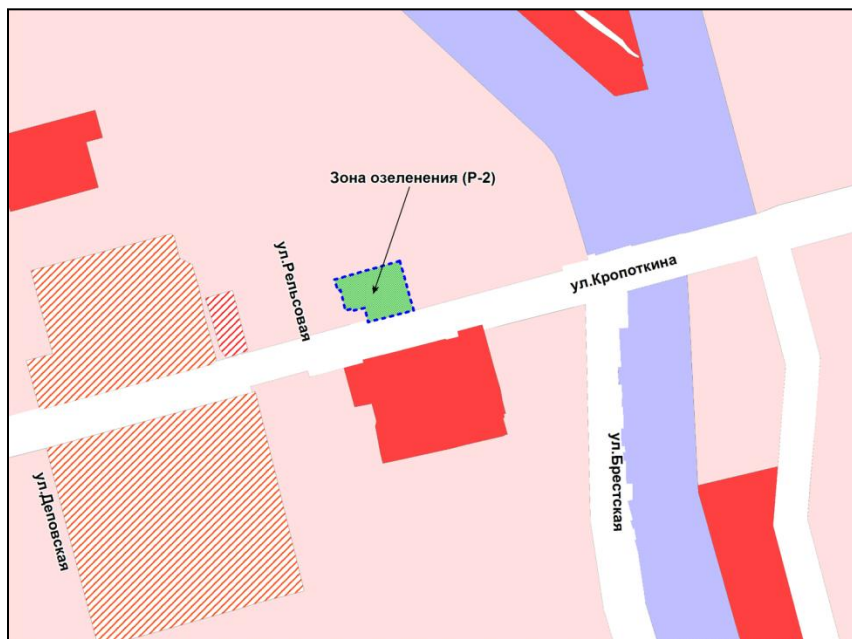 Зона озеленения (Р-2)
ул.Рельсовая
ул.Кропоткина
ул.Брестская
ул.Деповская